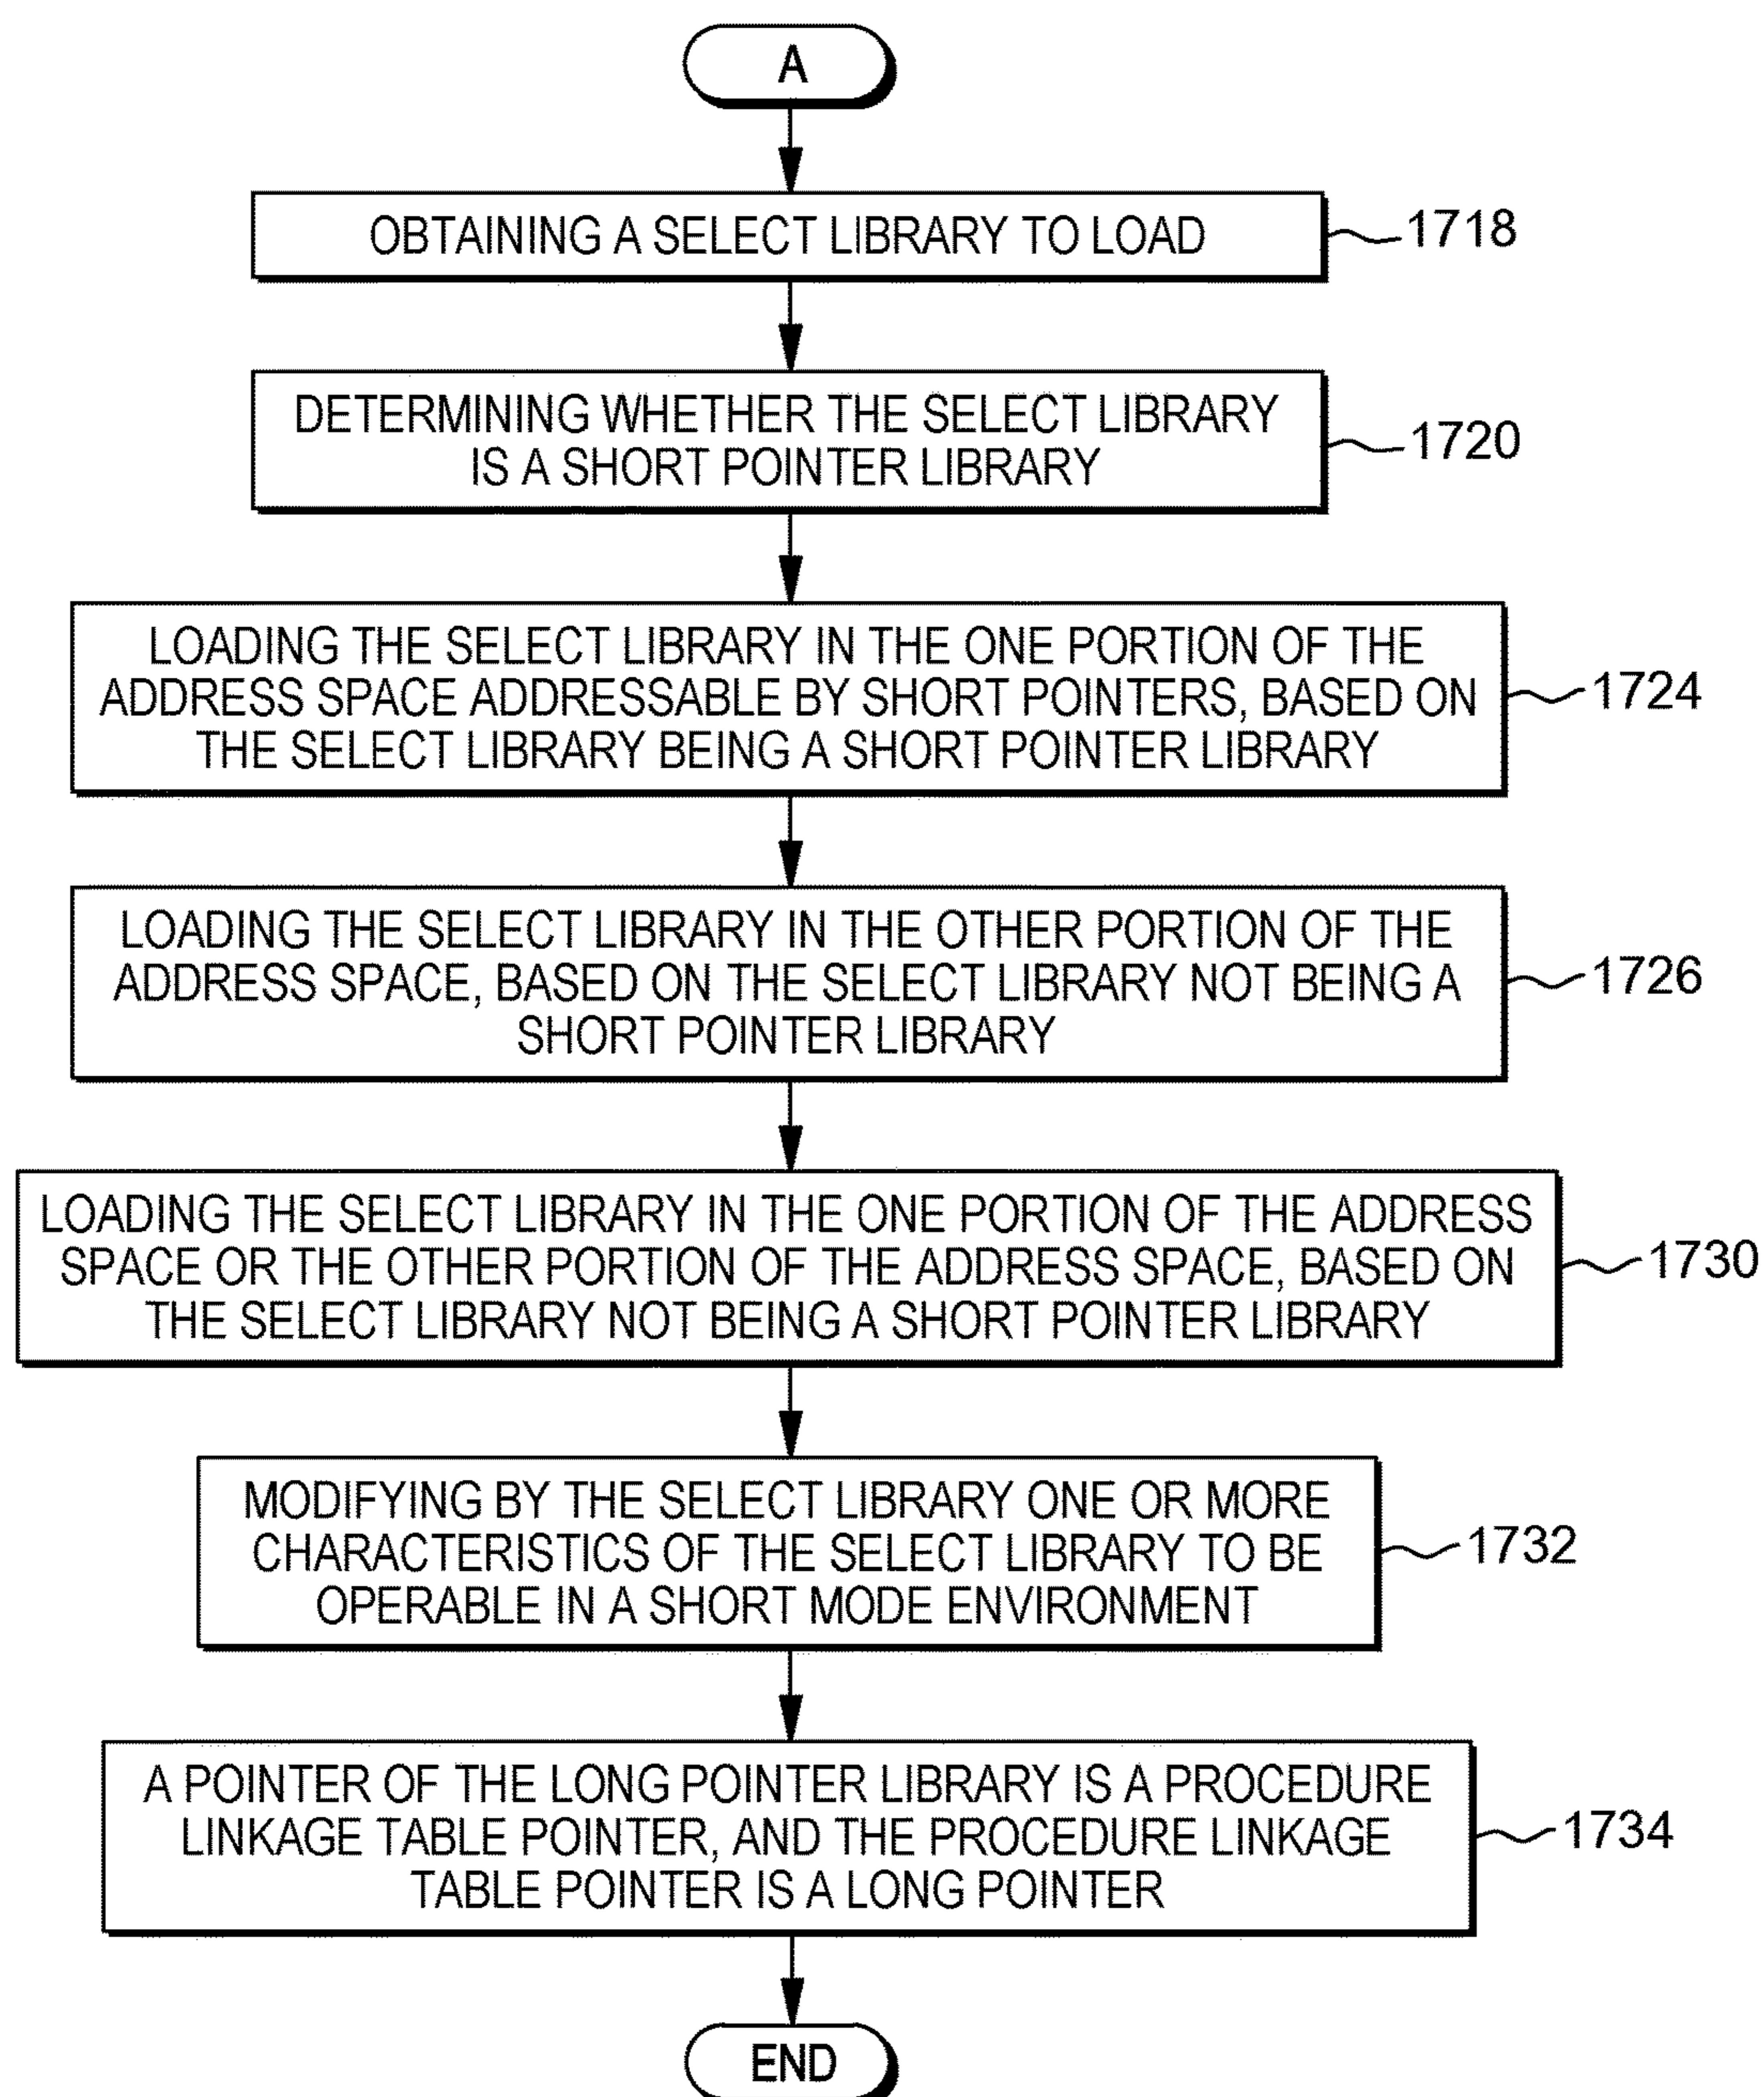 A
OBTAINING A SELECT LIBRARY TO LOAD
1718
DETERMINING WHETHER THE SELECT LIBRARY
IS A SHORT POINTER LIBRARY
1720
LOADING THE SELECT LIBRARY IN THE ONE PORTION OF THE
ADDRESS SPACE ADDRESSABLE BY SHORT POINTERS, BASED ON
THE SELECT LIBRARY BEING A SHORT POINTER LIBRARY
1724
LOADING THE SELECT LIBRARY IN THE OTHER PORTION OF THE
ADDRESS SPACE, BASED ON THE SELECT LIBRARY NOT BEING A
SHORT POINTER LIBRARY
1726
LOADING THE SELECT LIBRARY IN THE ONE PORTION OF THE ADDRESS
SPACE OR THE OTHER PORTION OF THE ADDRESS SPACE, BASED ON
THE SELECT LIBRARY NOT BEING A SHORT POINTER LIBRARY
1730
MODIFYING BY THE SELECT LIBRARY ONE OR MORE
CHARACTERISTICS OF THE SELECT LIBRARY TO BE
OPERABLE IN A SHORT MODE ENVIRONMENT
1732
A POINTER OF THE LONG POINTER LIBRARY IS A PROCEDURE
LINKAGE TABLE POINTER, AND THE PROCEDURE LINKAGE
TABLE POINTER IS A LONG POINTER
1734
END